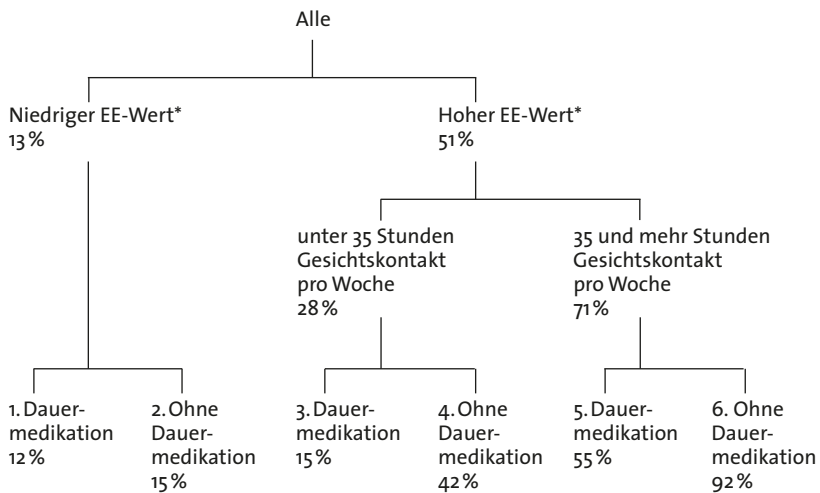 Alle
Niedriger EE-Wert*
13 %
Hoher EE-Wert*
51 %
unter 35 Stunden
Gesichtskontakt
pro Woche
28 %
35 und mehr Stunden
Gesichtskontakt
pro Woche
71 %
1. Dauer-
medikation
12 %
2. Ohne
Dauer-
medikation
15 %
3. Dauer-
medikation
15 %
4. Ohne
Dauer-
medikation
42 %
5. Dauer-
medikation
55 %
6. Ohne
Dauer-
medikation
92 %